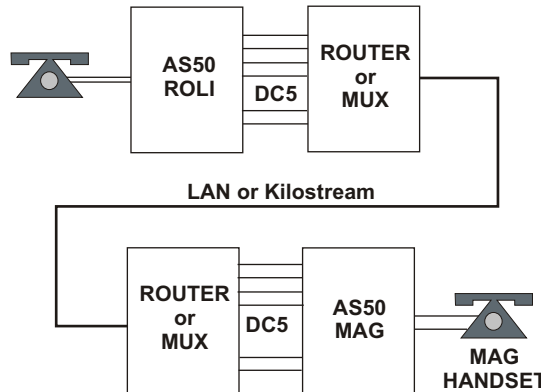 AS50
ROLI
DC5
ROUTER
or
MUX
LAN or Kilostream
ROUTER
or
MUX
DC5
AS50
MAG
MAG
HANDSET